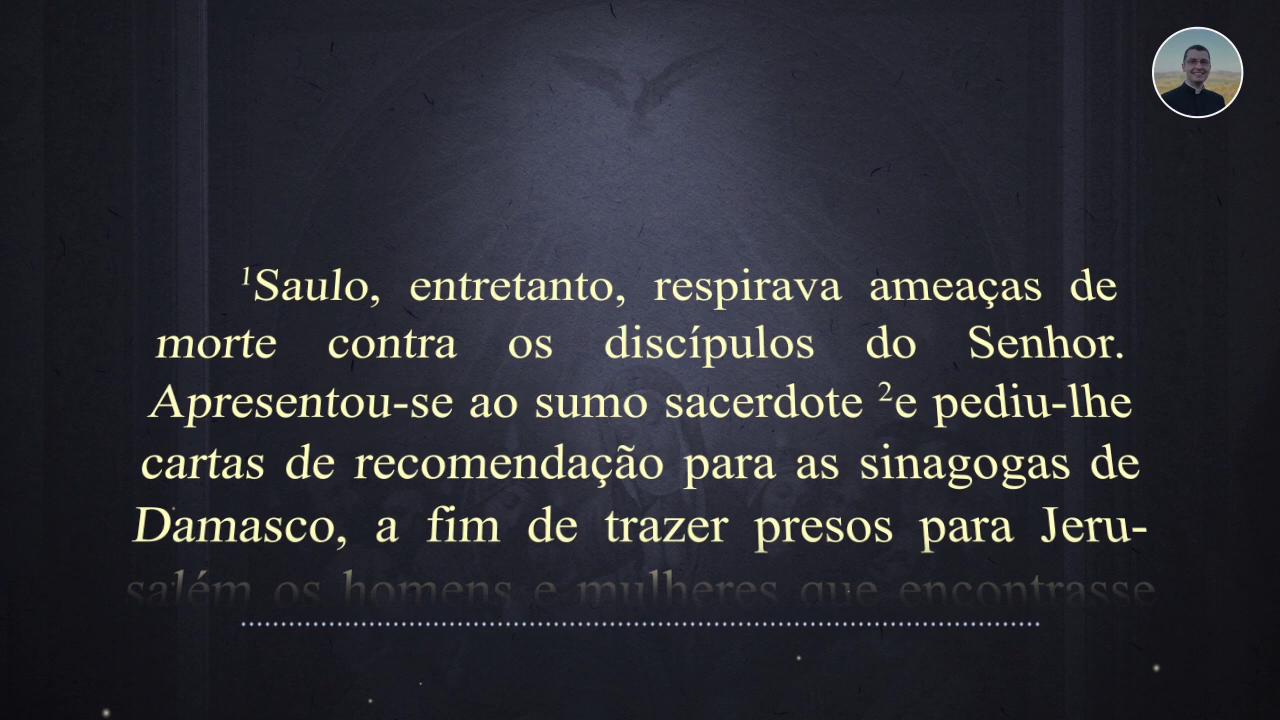 ¹Saulo, entretanto, respirava ameaças de
morte contra os discípulos do Senhor.
Apresentou-se ao sumo sacerdote ²e pediu-lhe
cartas de recomendação para as sinagogas de
Damasco, a fim de trazer presos para Jeru-
salém os homens e mulheres que encontrasse